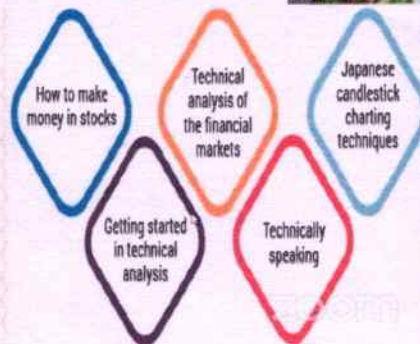 How to make
money in stocks
Technical
analysis of
the financial
markets
Japanese
candlestick
charting
techniques
Getting started
in technical
analysis
Technically
speaking
zoom